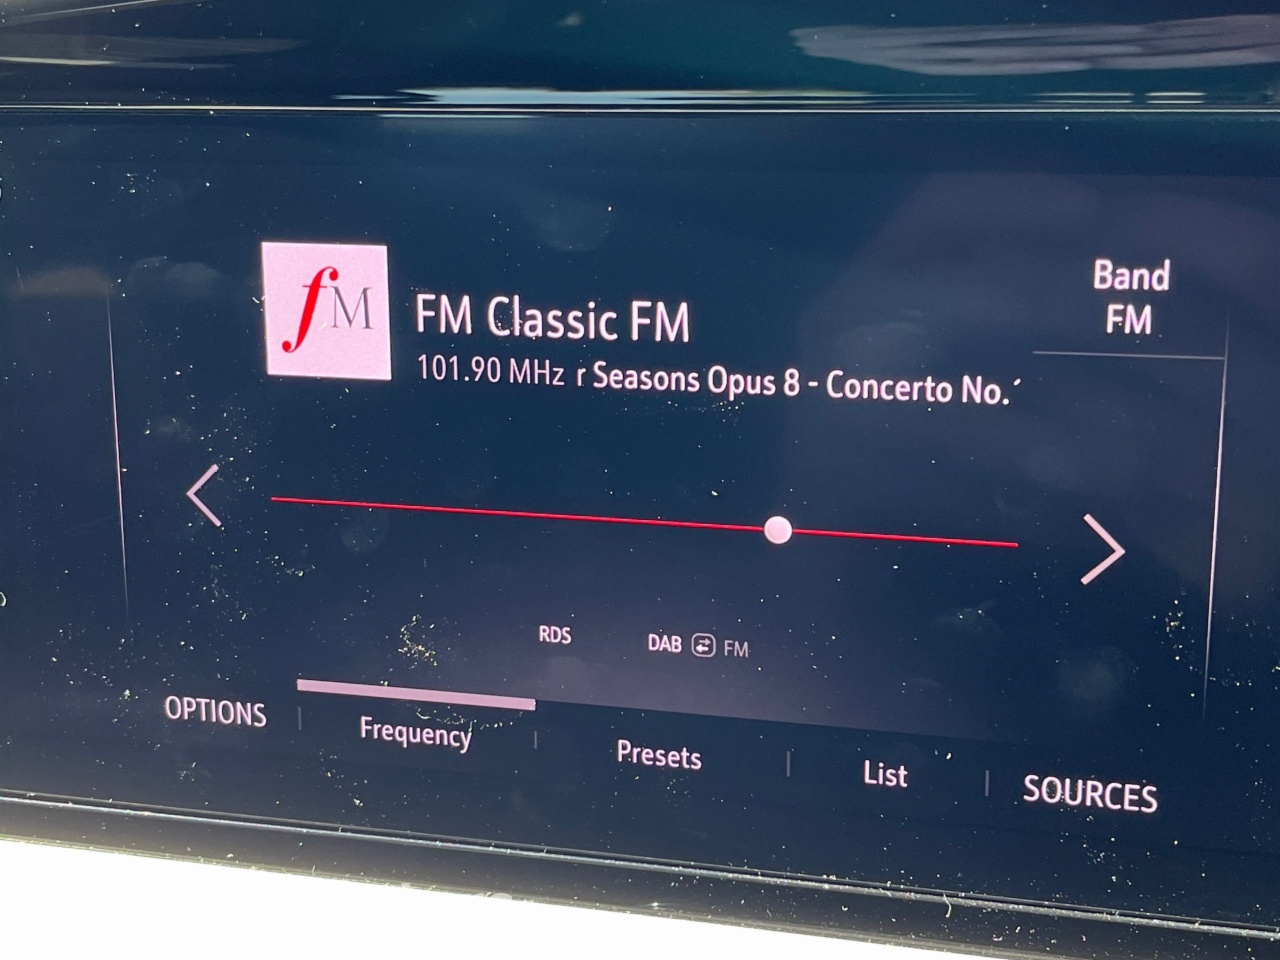 fM
FM Classic FM
101.90 MHz r Seasons Opus 8 - Concerto No.
Band
FM
RDS
DAB FM
OPTIONS
Frequency
Presets
List
SOURCES